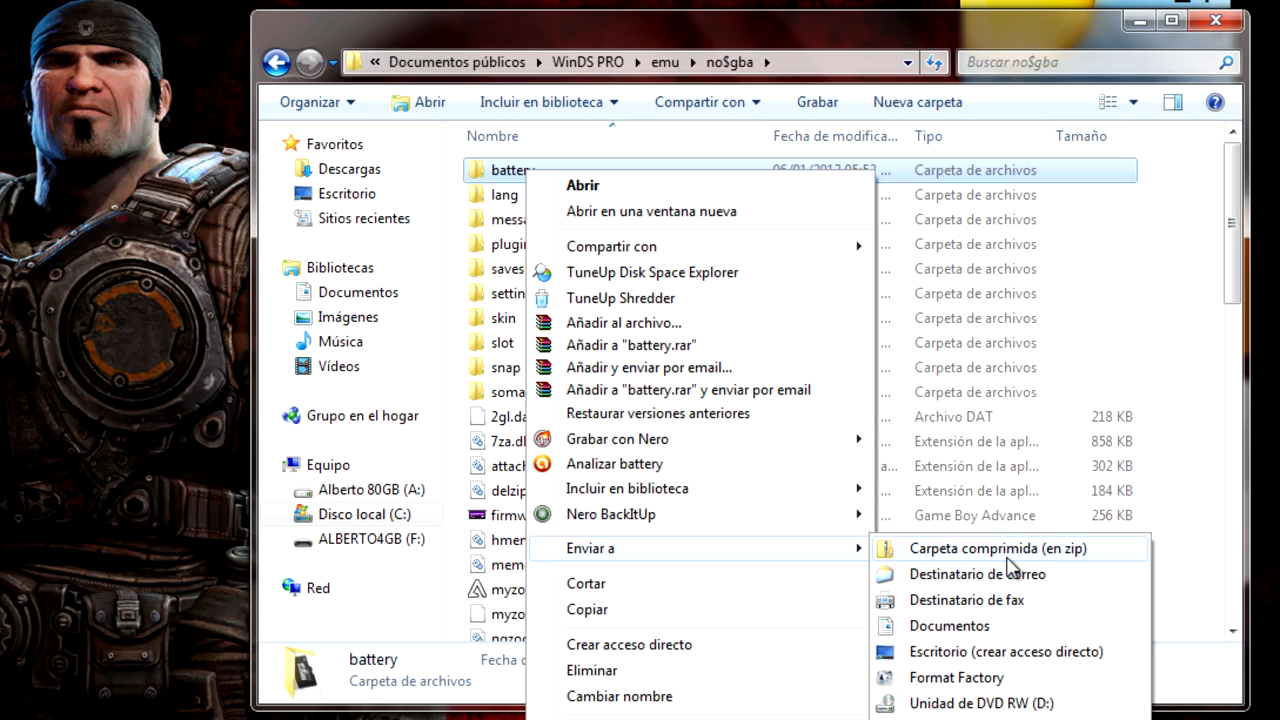 « Documentos públicos WinDS PRO emu no$gba
Buscar no$gba
Organizar Abrir Incluir en biblioteca Compartir con Grabar Nueva carpeta
Nombre Fecha de modifica... Tipo Tamaño
Favoritos
Descargas
Escritorio
Sitios recientes
Bibliotecas
Documentos
Imágenes
Música
Vídeos
Grupo en el hogar
Equipo
Alberto 80GB (A:)
Disco local (C:)
ALBERTO4GB (F:)
Red
battery ... Carpeta de archivos
lang ... Carpeta de archivos
messa ... Carpeta de archivos
plugin ... Carpeta de archivos
saves ... Carpeta de archivos
settin ... Carpeta de archivos
skin ... Carpeta de archivos
slot ... Carpeta de archivos
snap ... Carpeta de archivos
soma ... Carpeta de archivos
2gl.da ... Archivo DAT 218 KB
7za.dl ... Extensión de la apl... 858 KB
attach a... Extensión de la apl... 302 KB
delzip ... Extensión de la apl... 184 KB
firmw ... Game Boy Advance 256 KB
hmen
mem
myzo
myzo
Abrir
Abrir en una ventana nueva
Compartir con
TuneUp Disk Space Explorer
TuneUp Shredder
Añadir al archivo...
Añadir a "battery.rar"
Añadir y enviar por email...
Añadir a "battery.rar" y enviar por email
Restaurar versiones anteriores
Grabar con Nero
Analizar battery
Incluir en biblioteca
Nero BackItUp
Enviar a
Cortar
Copiar
Crear acceso directo
Eliminar
Cambiar nombre
Carpeta comprimida (en zip)
Destinatario de correo
Destinatario de fax
Documentos
Escritorio (crear acceso directo)
Format Factory
Unidad de DVD RW (D:)
battery Fecha d
Carpeta de archivos